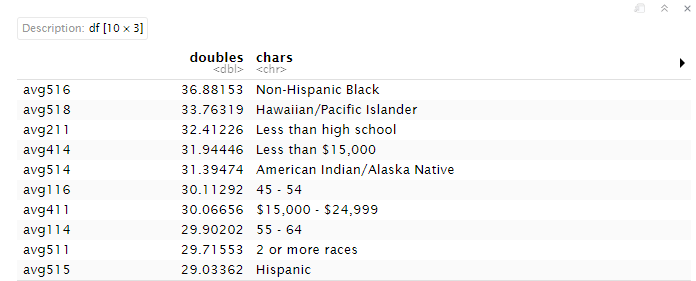 Description: df [10 × 3]
doubles chars
<dbl> <chr>
avg516 36.88153 Non-Hispanic Black
avg518 33.76319 Hawaiian/Pacific Islander
avg211 32.41226 Less than high school
avg414 31.94446 Less than $15,000
avg514 31.39474 American Indian/Alaska Native
avg116 30.11292 45 - 54
avg411 30.06656 $15,000 - $24,999
avg114 29.90202 55 - 64
avg511 29.71553 2 or more races
avg515 29.03362 Hispanic